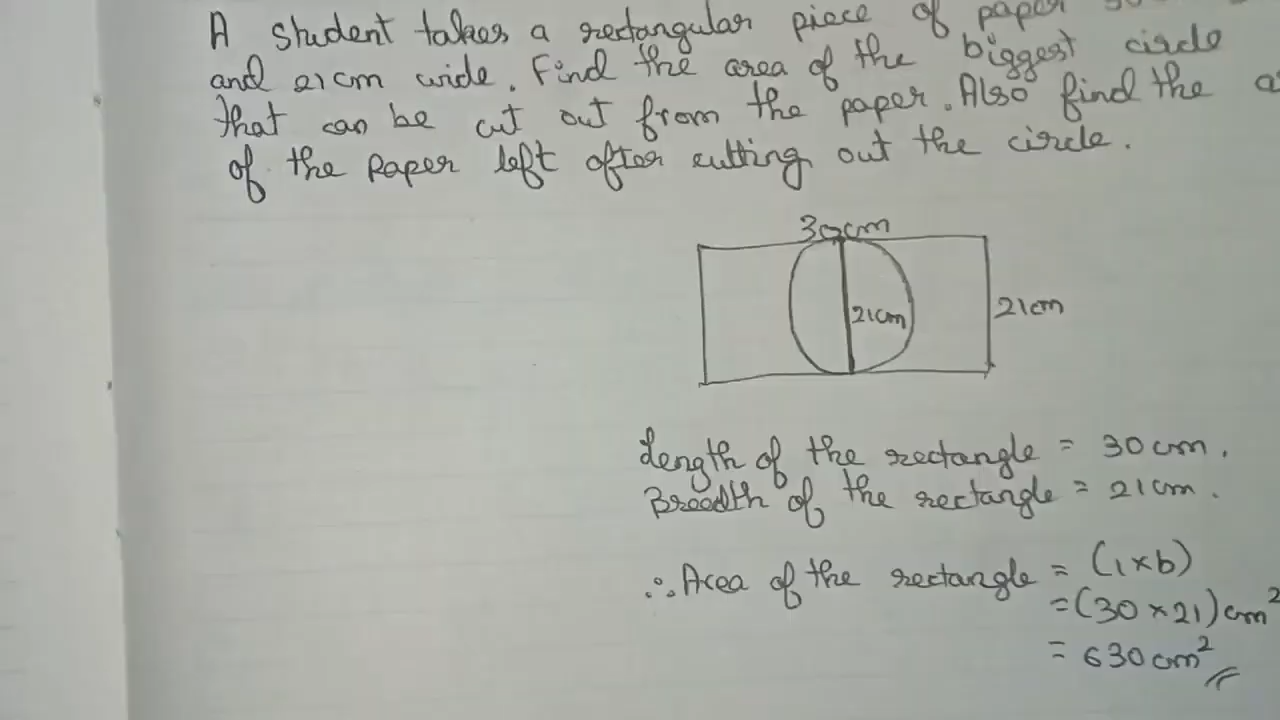 A student takes a rectangular piece of paper
and 21cm wide. Find the area of the biggest circle
that can be cut out from the paper. Also find the
of the Paper left after cutting out the circle.
30cm
21cm
21cm
Length of the rectangle = 30cm.
Breadth of the rectangle = 21cm.
∴ Area of the rectangle = (l×b)
=(30×21)cm²
= 630cm²